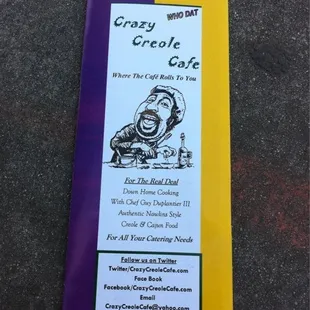 WHO DAT
Crazy
Creole
Cafe
Where The Café Rolls To You
For The Real Deal
Down Home Cooking
With Chef Guy Duplantier III
Authentic Nawlins Style
Creole & Cajun Food
For All Your Catering Needs
Follow us on Twitter
Twitter/CrazyCreoleCafe.com
Face Book
Facebook/CrazyCreoleCafe.com
Email
CrazyCreoleCafe@yahoo.com